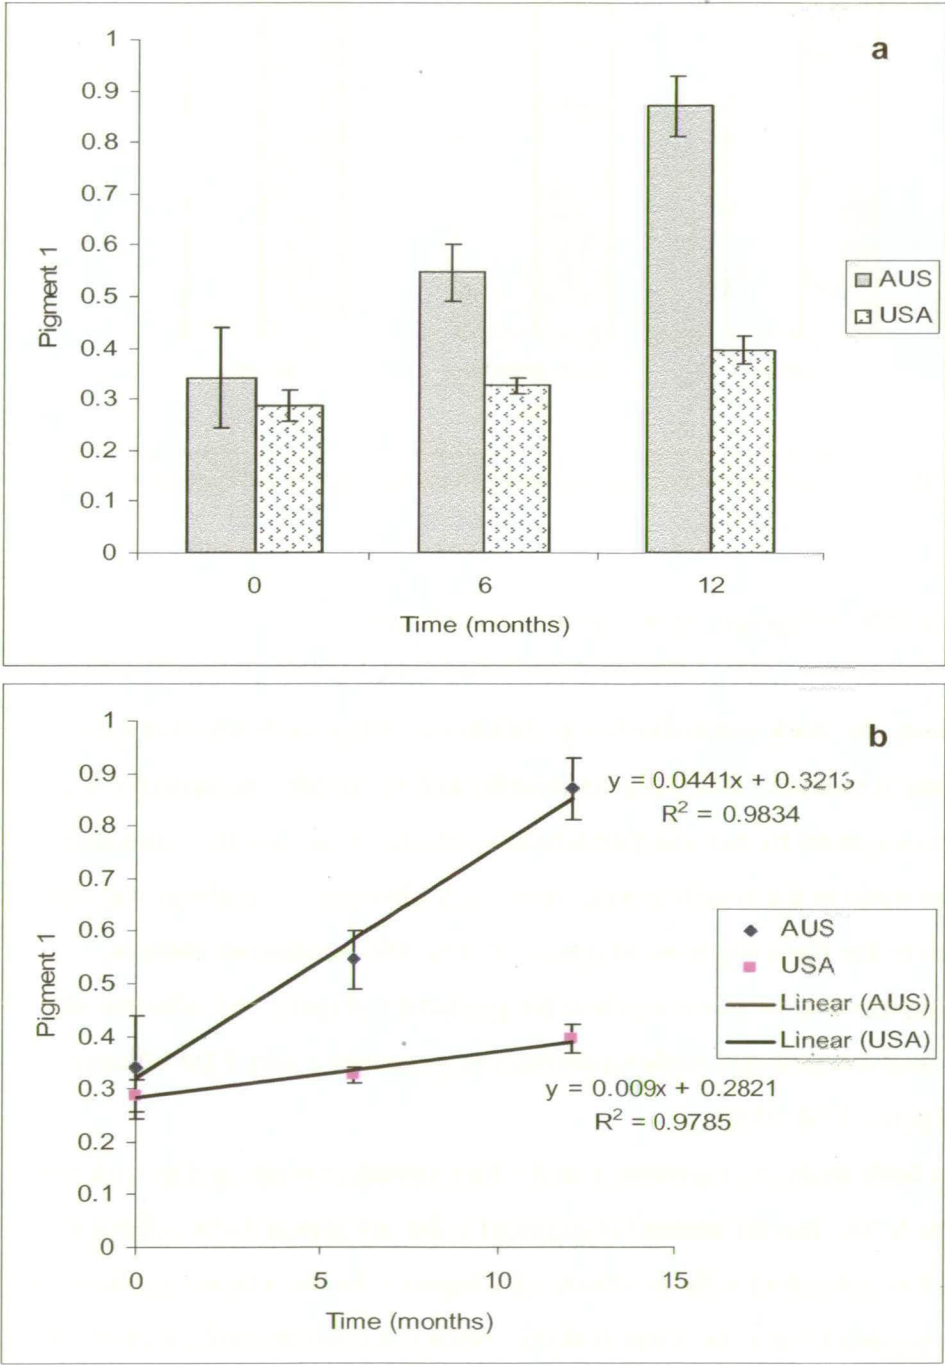 a
1
0.9
0.8
0.7
0.6
0.5
0.4
0.3
0.2
0.1
0
Pigment 1
0 6 12
Time (months)
AUS
USA
b
1
0.9
0.8
0.7
0.6
0.5
0.4
0.3
0.2
0.1
0
Pigment 1
y = 0.0441x +
R² = 0.9834
AUS
USA
Linear (AUS)
Linear (USA)
y = 0.009x + 0.2821
R² = 0.9785
0 5 10 15
Time (months)